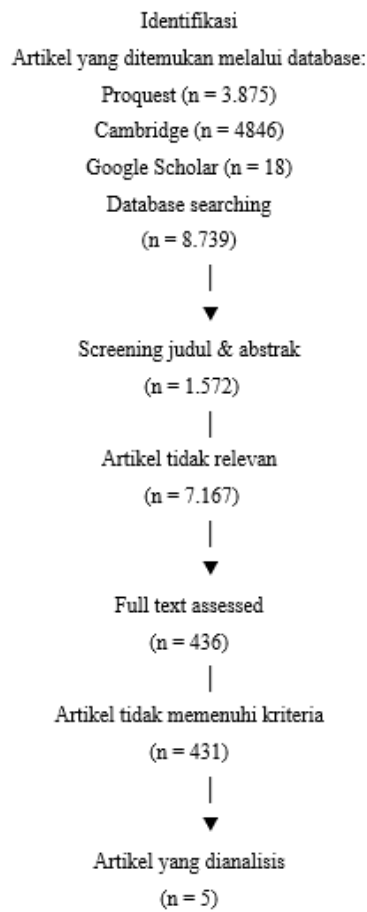 Identifikasi
Artikel yang ditemukan melalui database:
Proquest (n = 3.875)
Cambridge (n = 4846)
Google Scholar (n = 18)
Database searching
(n = 8.739)
Screening judul & abstrak
(n = 1.572)
Artikel tidak relevan
(n = 7.167)
Full text assessed
(n = 436)
Artikel tidak memenuhi kriteria
(n = 431)
Artikel yang dianalisis
(n = 5)